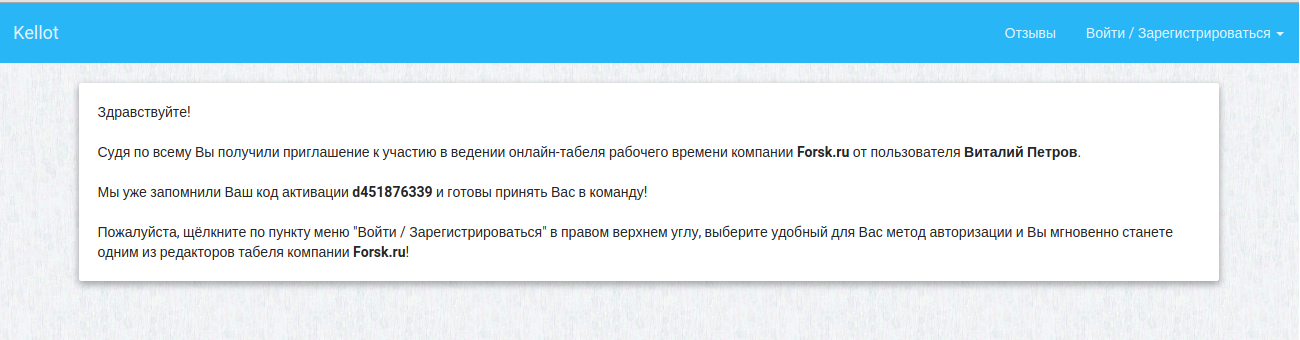 Kellot
Отзывы
Войти / Зарегистрироваться
Здравствуйте!
Судя по всему Вы получили приглашение к участию в ведении онлайн-табеля рабочего времени компании Forsk.ru от пользователя Виталий Петров.
Мы уже запомнили Ваш код активации d451876339 и готовы принять Вас в команду!
Пожалуйста, щёлкните по пункту меню "Войти / Зарегистрироваться" в правом верхнем углу, выберите удобный для Вас метод авторизации и Вы мгновенно станете
одним из редакторов табеля компании Forsk.ru!